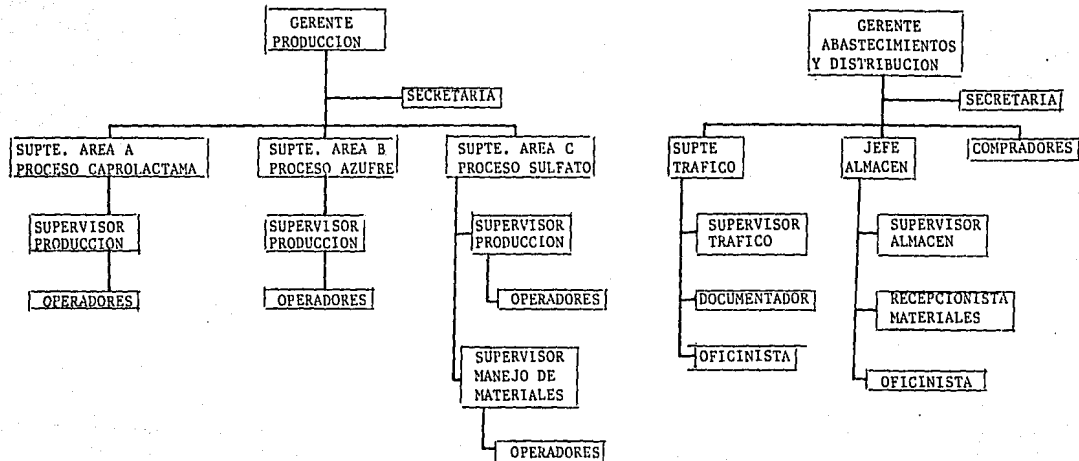 GERENTE
PRODUCCION
SECRETARIA
SUPTE. AREA A
PROCESO CAPROLACTAMA
SUPTE. AREA B
PROCESO AZUFRE
SUPTE. AREA C
PROCESO SULFATO
SUPERVISOR
PRODUCCION
OPERADORES
SUPERVISOR
PRODUCCION
OPERADORES
SUPERVISOR
PRODUCCION
OPERADORES
SUPERVISOR
MANEJO DE
MATERIALES
OPERADORES
GERENTE
ABASTECIMIENTOS
Y DISTRIBUCION
SECRETARIA
SUPTE
TRAFICO
JEFE
ALMACEN
COMPRADORES
SUPERVISOR
TRAFICO
DOCUMENTADOR
OFICINISTA
SUPERVISOR
ALMACEN
RECEPCIONISTA
MATERIALES
OFICINISTA